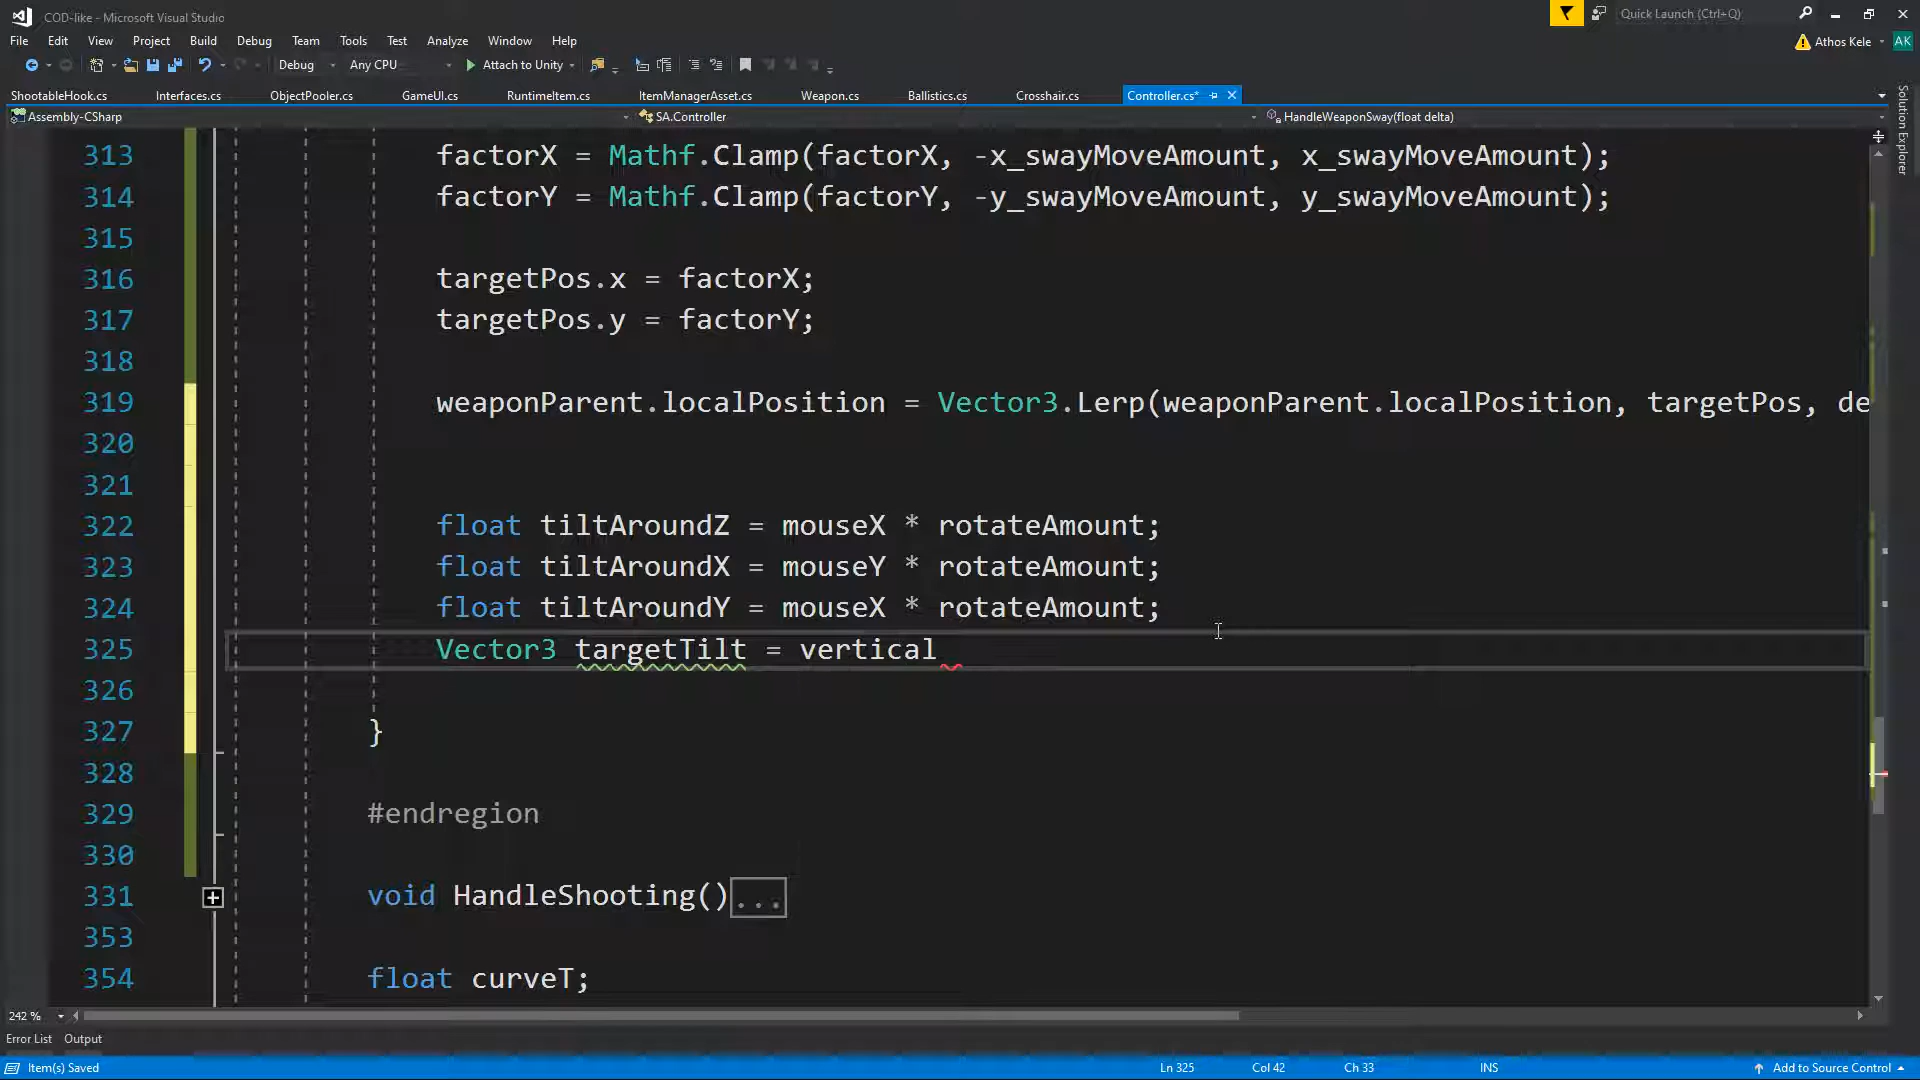 COD-like - Microsoft Visual Studio
Quick Launch (Ctrl+Q)
File Edit View Project Build Debug Team Tools Test Analyze Window Help
Athos Kele AK
Debug Any CPU Attach to Unity
ShootableHook.cs Interfaces.cs ObjectPooler.cs GameUI.cs RuntimeItem.cs ItemManagerAsset.cs Weapon.cs Ballistics.cs Crosshair.cs Controller.cs*
Assembly-CSharp SA.Controller HandleWeaponSway(float delta)
Solution Explorer
313 factorX = Mathf.Clamp(factorX, -x_swayMoveAmount, x_swayMoveAmount);
314 factorY = Mathf.Clamp(factorY, -y_swayMoveAmount, y_swayMoveAmount);
315
316 targetPos.x = factorX;
317 targetPos.y = factorY;
318
319 weaponParent.localPosition = Vector3.Lerp(weaponParent.localPosition, targetPos, de
320
321
322 float tiltAroundZ = mouseX * rotateAmount;
323 float tiltAroundX = mouseY * rotateAmount;
324 float tiltAroundY = mouseX * rotateAmount;
325 Vector3 targetTilt = vertical
326
327 }
328
329 #endregion
330
331 void HandleShooting()...
353
354 float curveT;
242 %
Error List Output
Item(s) Saved Ln 325 Col 42 Ch 33 INS Add to Source Control